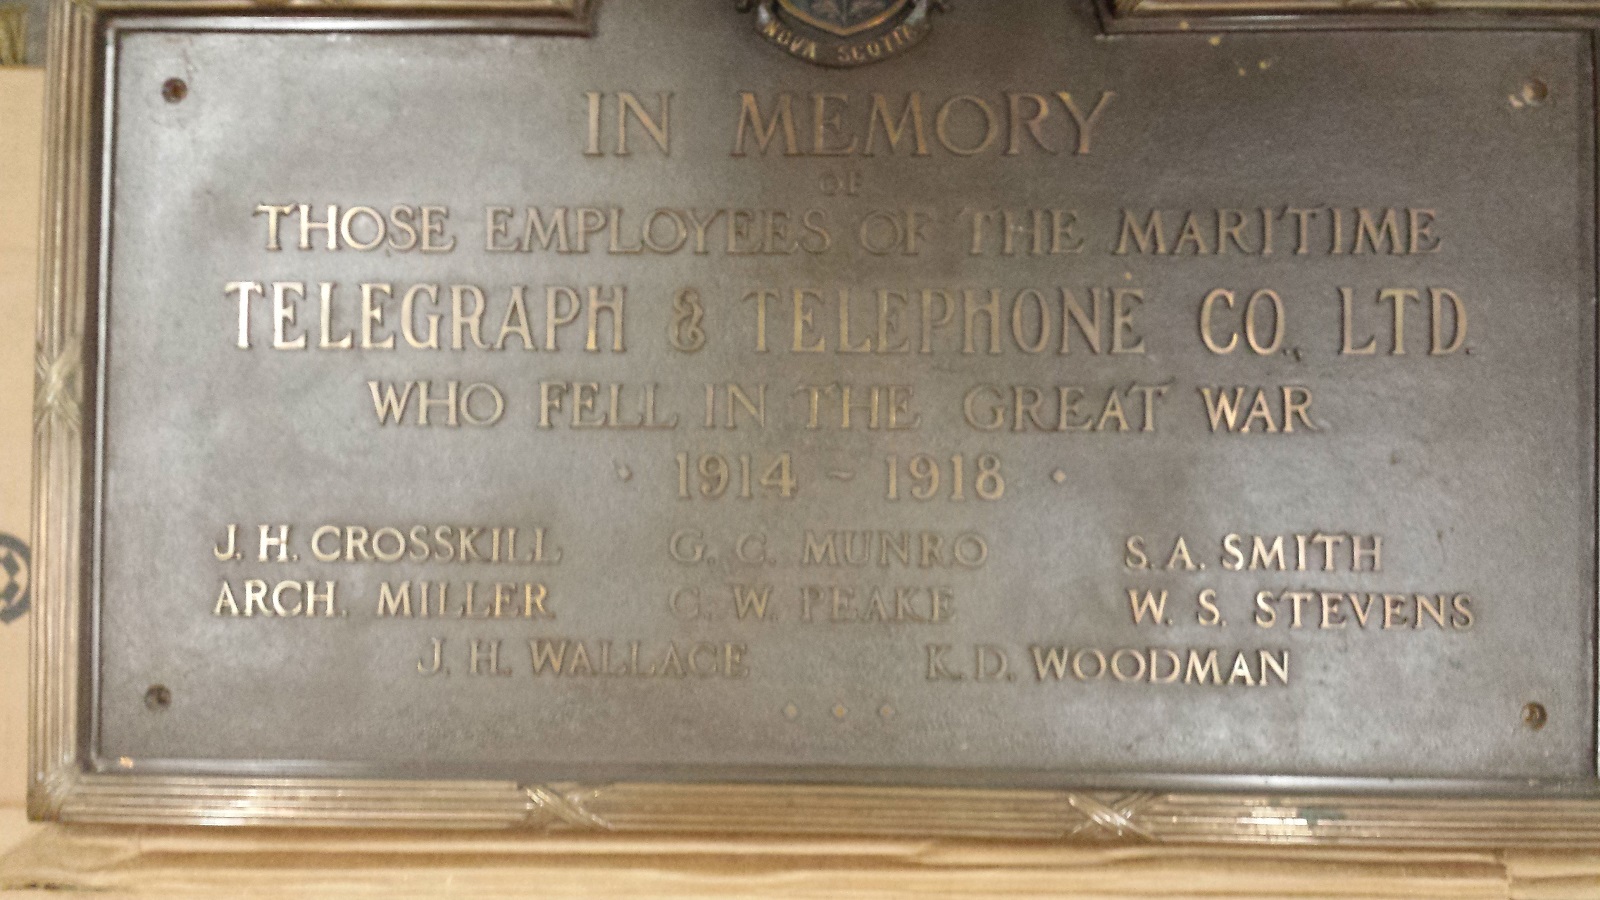 NOVA SCOTIA
IN MEMORY
OF
THOSE EMPLOYEES OF THE MARITIME
TELEGRAPH & TELEPHONE CO., LTD.
WHO FELL IN THE GREAT WAR
· 1914 ~ 1918 ·
J. H. CROSSKILL G. C. MUNRO S. A. SMITH
ARCH. MILLER C. W. PEAKE W. S. STEVENS
J. H. WALLACE K. D. WOODMAN